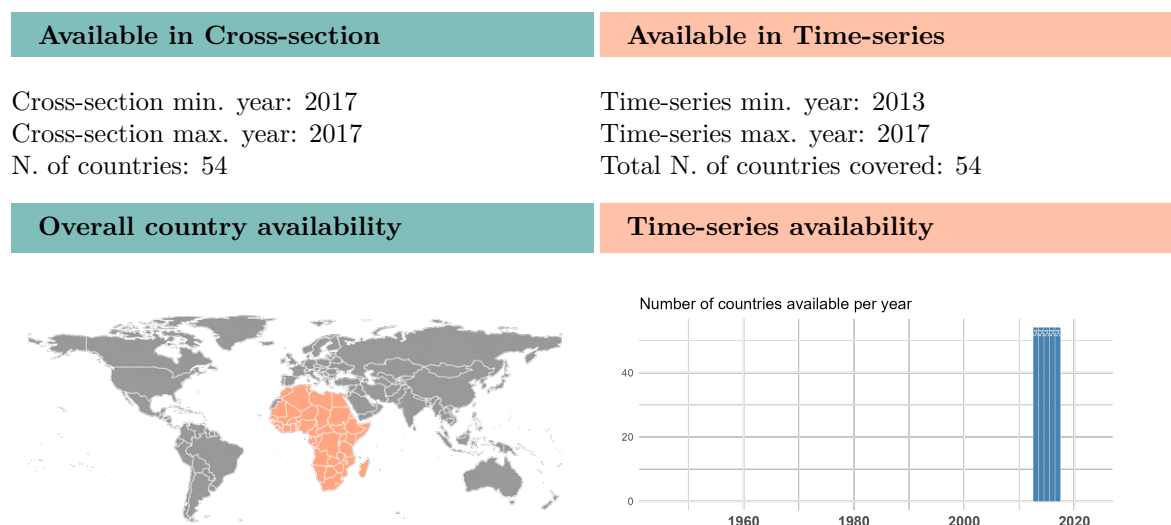 Available in Cross-section
Available in Time-series
Cross-section min. year: 2017
Cross-section max. year: 2017
N. of countries: 54
Time-series min. year: 2013
Time-series max. year: 2017
Total N. of countries covered: 54
Overall country availability
Time-series availability
Number of countries available per year
40
20
0
1960 1980 2000 2020